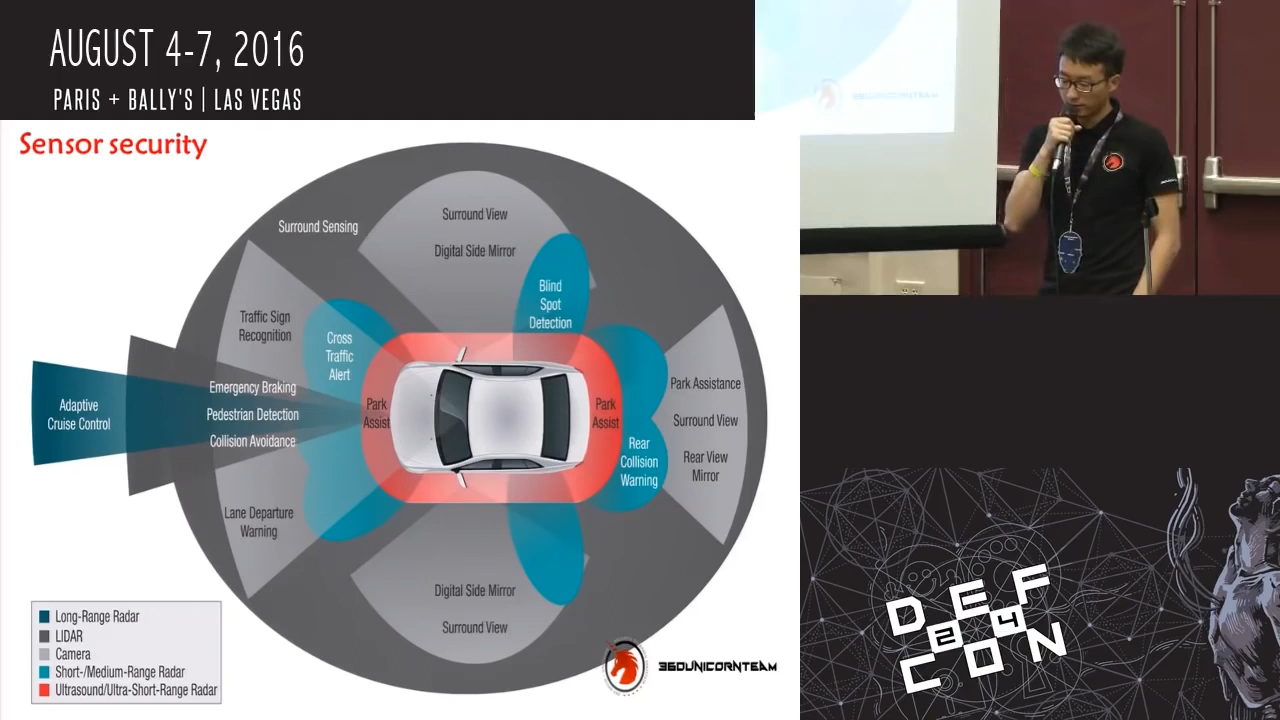 AUGUST 4-7, 2016
PARIS + BALLY'S | LAS VEGAS
Sensor security
Surround Sensing
Surround View
Digital Side Mirror
Blind
Spot
Detection
Traffic Sign
Recognition
Cross
Traffic
Alert
Emergency Braking
Pedestrian Detection
Collision Avoidance
Adaptive
Cruise Control
Park
Assist
Park
Assist
Park Assistance
Surround View
Rear View
Mirror
Rear
Collision
Warning
Lane Departure
Warning
Digital Side Mirror
Surround View
Long-Range Radar
LIDAR
Camera
Short-/Medium-Range Radar
Ultrasound/Ultra-Short-Range Radar
360UNICORNTEAM
360UNICORNTEAM
DEF
24
CON